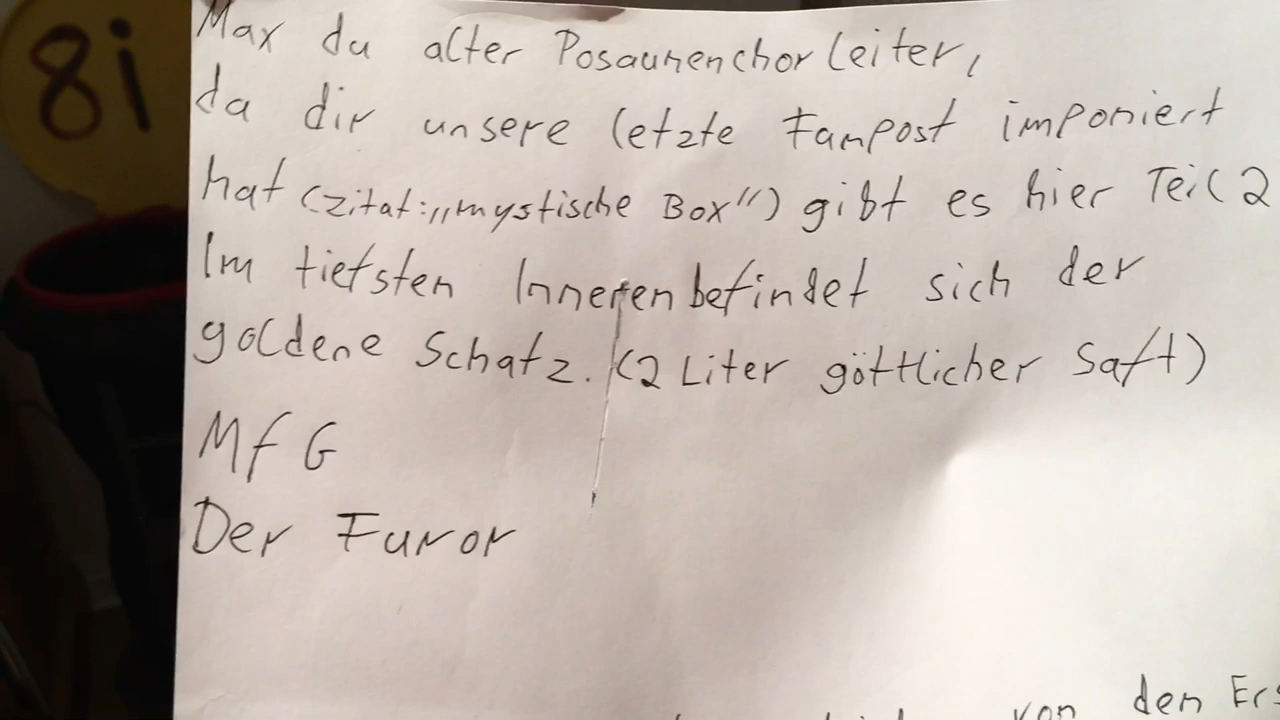 8i
Max du alter Posaunenchorleiter,
da dir unsere letzte Fanpost imponiert
hat (Zitat: „mystische Box“) gibt es hier Teil 2
Im tiefsten Inneren befindet sich der
goldene Schatz. (2 Liter göttlicher Saft)
MfG
Der Furor
von den Ers